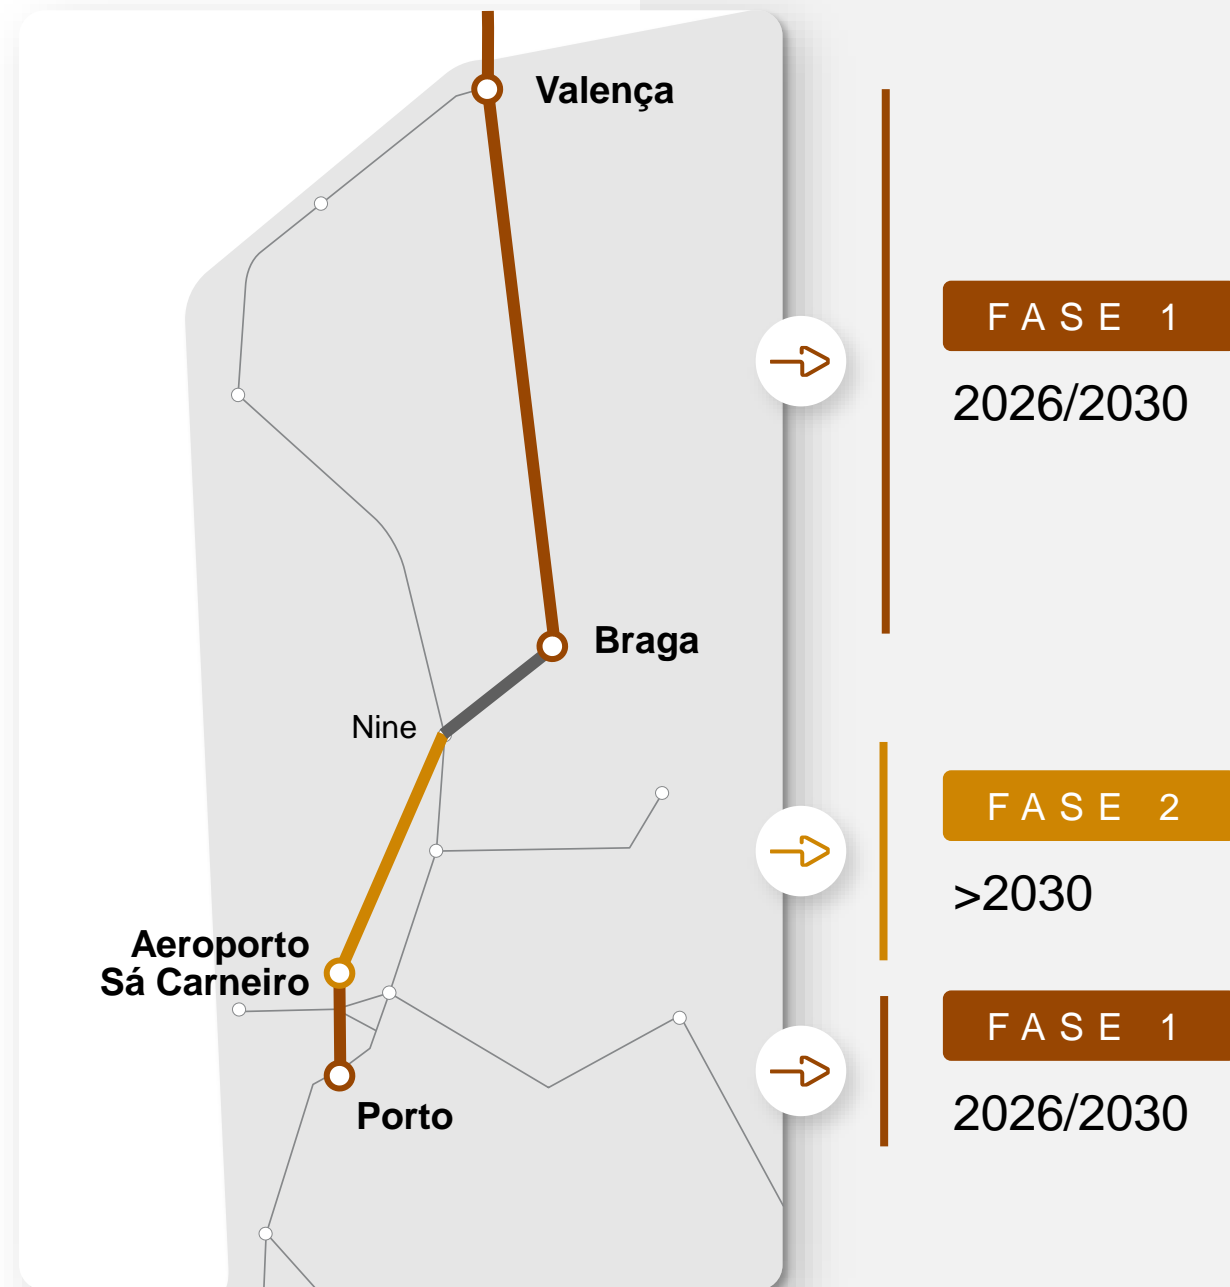 Valença
FASE 1
2026/2030
Braga
Nine
FASE 2
>2030
Aeroporto
Sá Carneiro
FASE 1
2026/2030
Porto